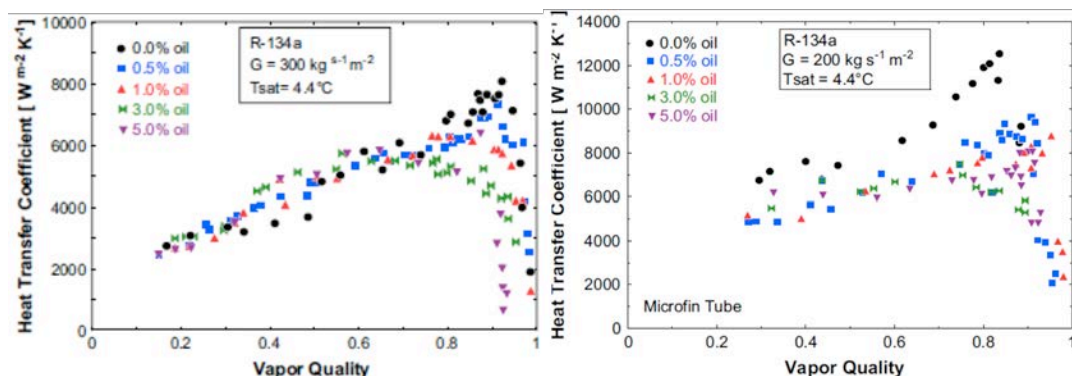 Heat Transfer Coefficient [ W m-2 K-1]
10000
8000
6000
4000
2000
0
0.0% oil
0.5% oil
1.0% oil
3.0% oil
5.0% oil
R-134a
G = 300 kg s-1 m-2
Tsat= 4.4°C
0
0.2
0.4
0.6
0.8
1
Vapor Quality
Heat Transfer Coefficient [ W m-2 K-1]
14000
12000
10000
8000
6000
4000
2000
0
0.0% oil
0.5% oil
1.0% oil
3.0% oil
5.0% oil
R-134a
G = 200 kg s-1 m-2
Tsat= 4.4°C
Microfin Tube
0
0.2
0.4
0.6
0.8
1
Vapor Quality